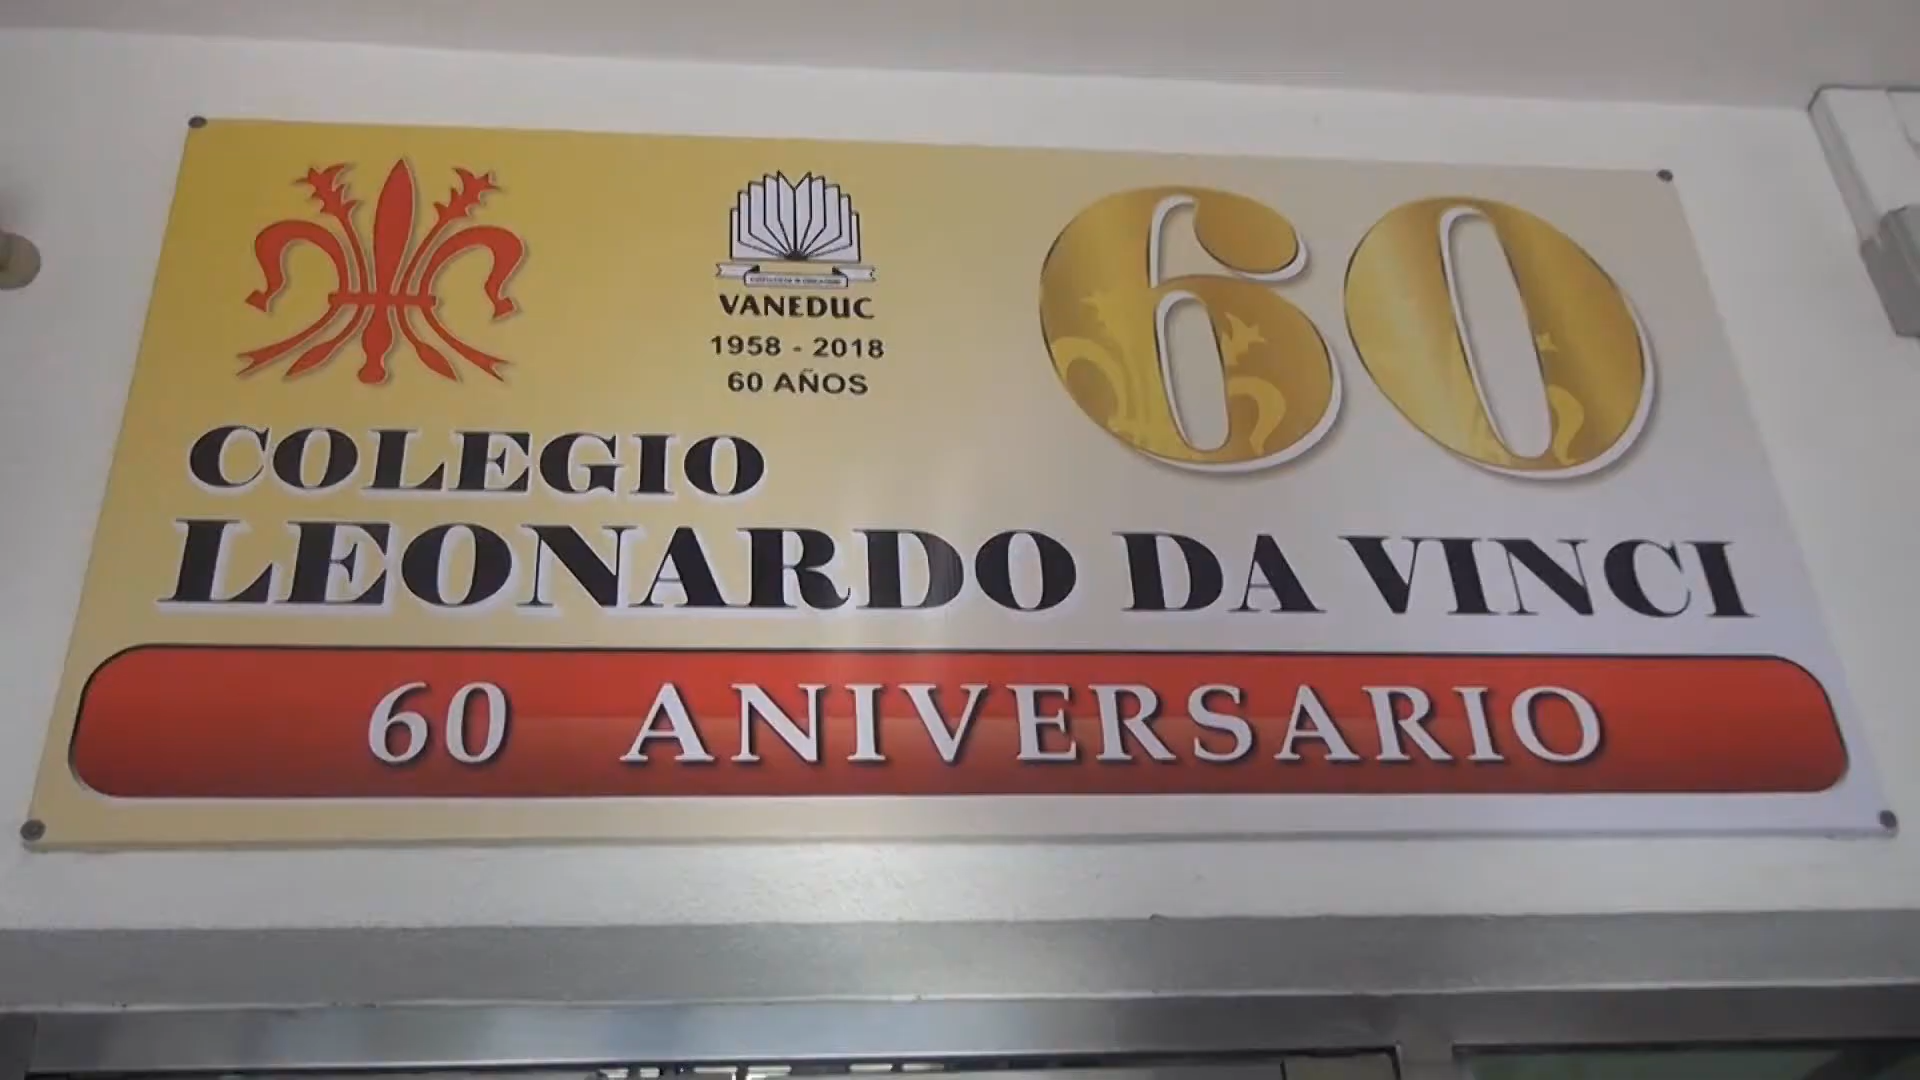 VANEDUC
1958 - 2018
60 AÑOS
60
COLEGIO
LEONARDO DA VINCI
60 ANIVERSARIO